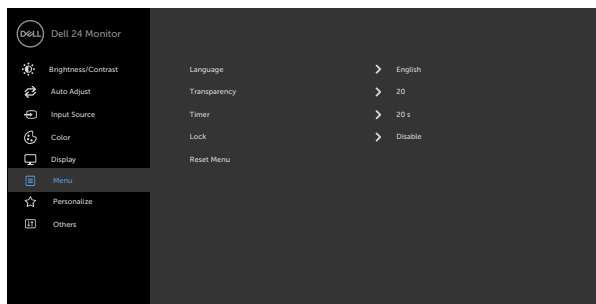 DELL Dell 24 Monitor
Brightness/Contrast
Auto Adjust
Input Source
Color
Display
Menu
Personalize
Others
Language English
Transparency 20
Timer 20 s
Lock Disable
Reset Menu